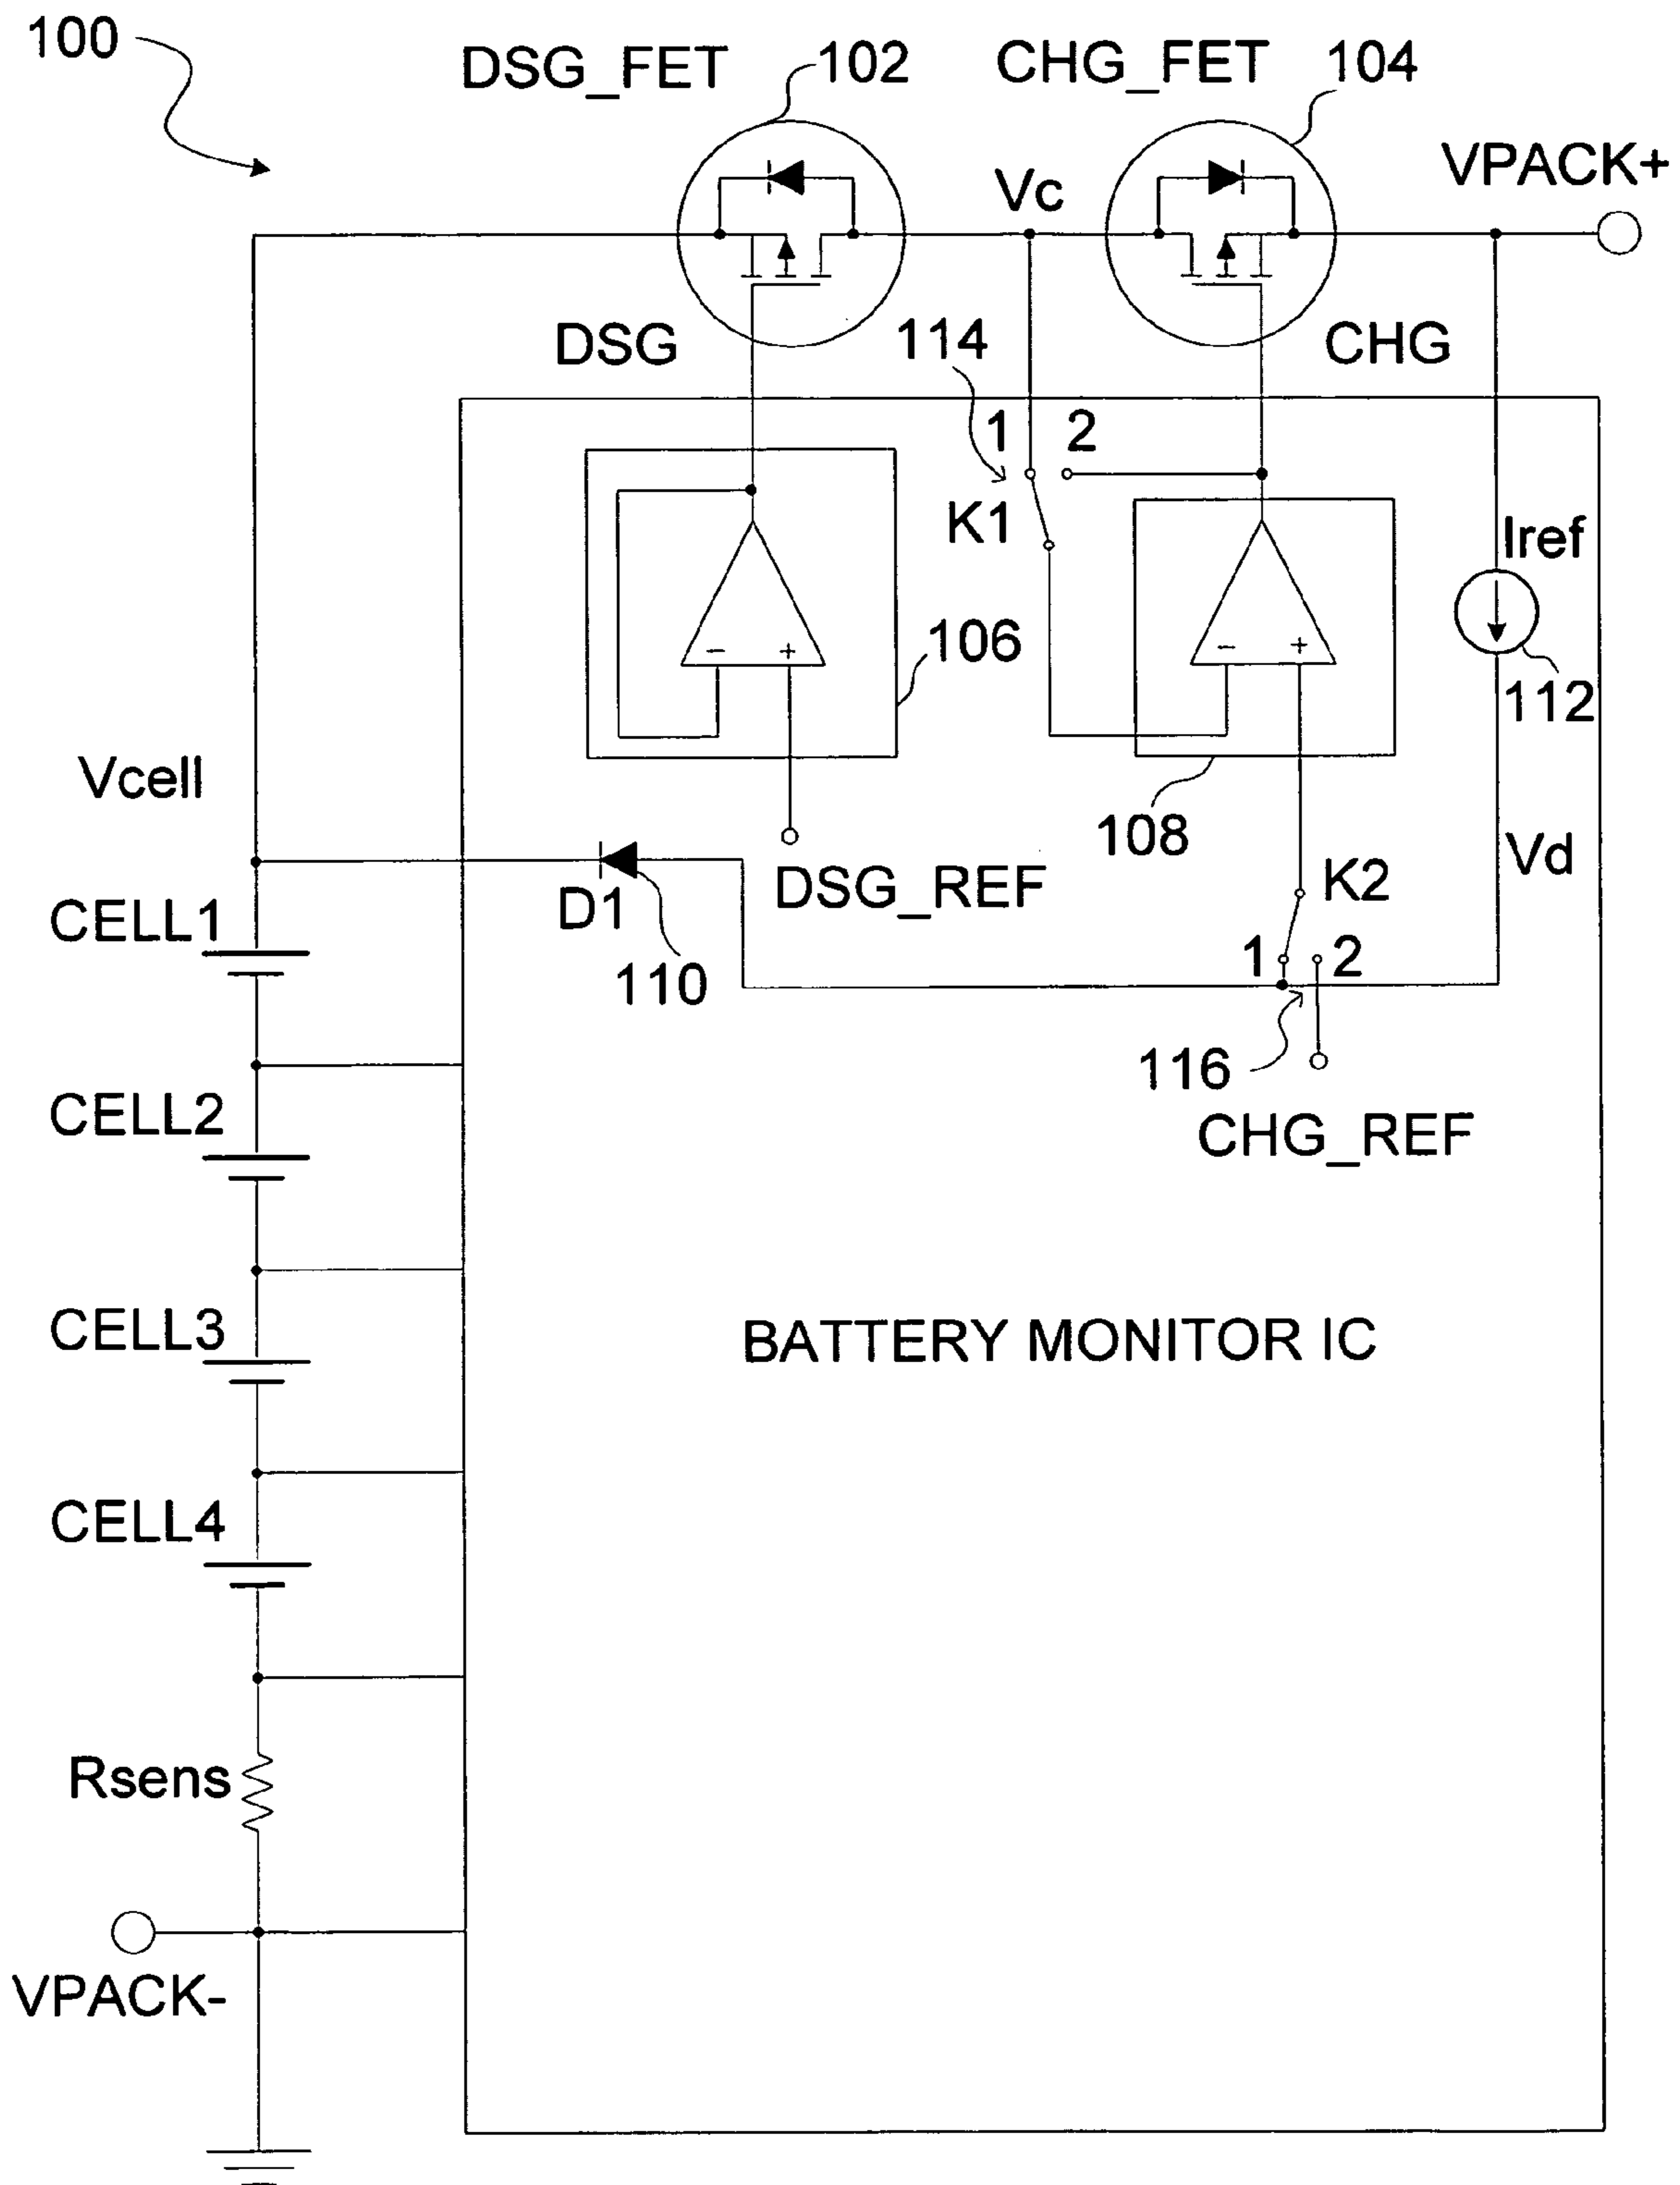 100
DSG_FET
102
CHG_FET
104
VPACK+
Vc
DSG
114
CHG
1
2
K1
Iref
-
+
106
-
+
112
Vcell
108
Vd
D1
DSG_REF
K2
CELL1
110
1
2
116
CELL2
CHG_REF
CELL3
BATTERY MONITOR IC
CELL4
Rsens
VPACK-